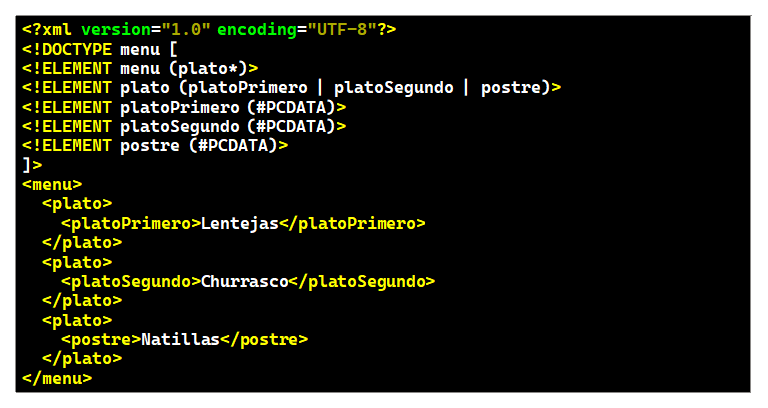 <?xml version="1.0" encoding="UTF-8"?>
<!DOCTYPE menu [
<!ELEMENT menu (plato*)>
<!ELEMENT plato (platoPrimero | platoSegundo | postre)>
<!ELEMENT platoPrimero (#PCDATA)>
<!ELEMENT platoSegundo (#PCDATA)>
<!ELEMENT postre (#PCDATA)>
]>
<menu>
  <plato>
    <platoPrimero>Lentejas</platoPrimero>
  </plato>
  <plato>
    <platoSegundo>Churrasco</platoSegundo>
  </plato>
  <plato>
    <postre>Natillas</postre>
  </plato>
</menu>